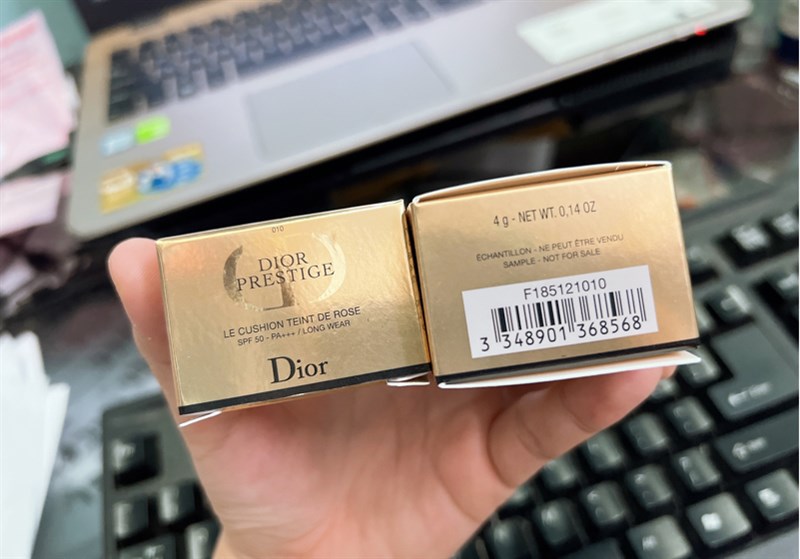 010
DIOR
PRESTIGE
LE CUSHION TEINT DE ROSE
SPF 50 - PA+++ / LONG WEAR
Dior
4 g - NET WT. 0,14 OZ
ÉCHANTILLON - NE PEUT ÊTRE VENDU
SAMPLE - NOT FOR SALE
F185121010
3 348901 368568